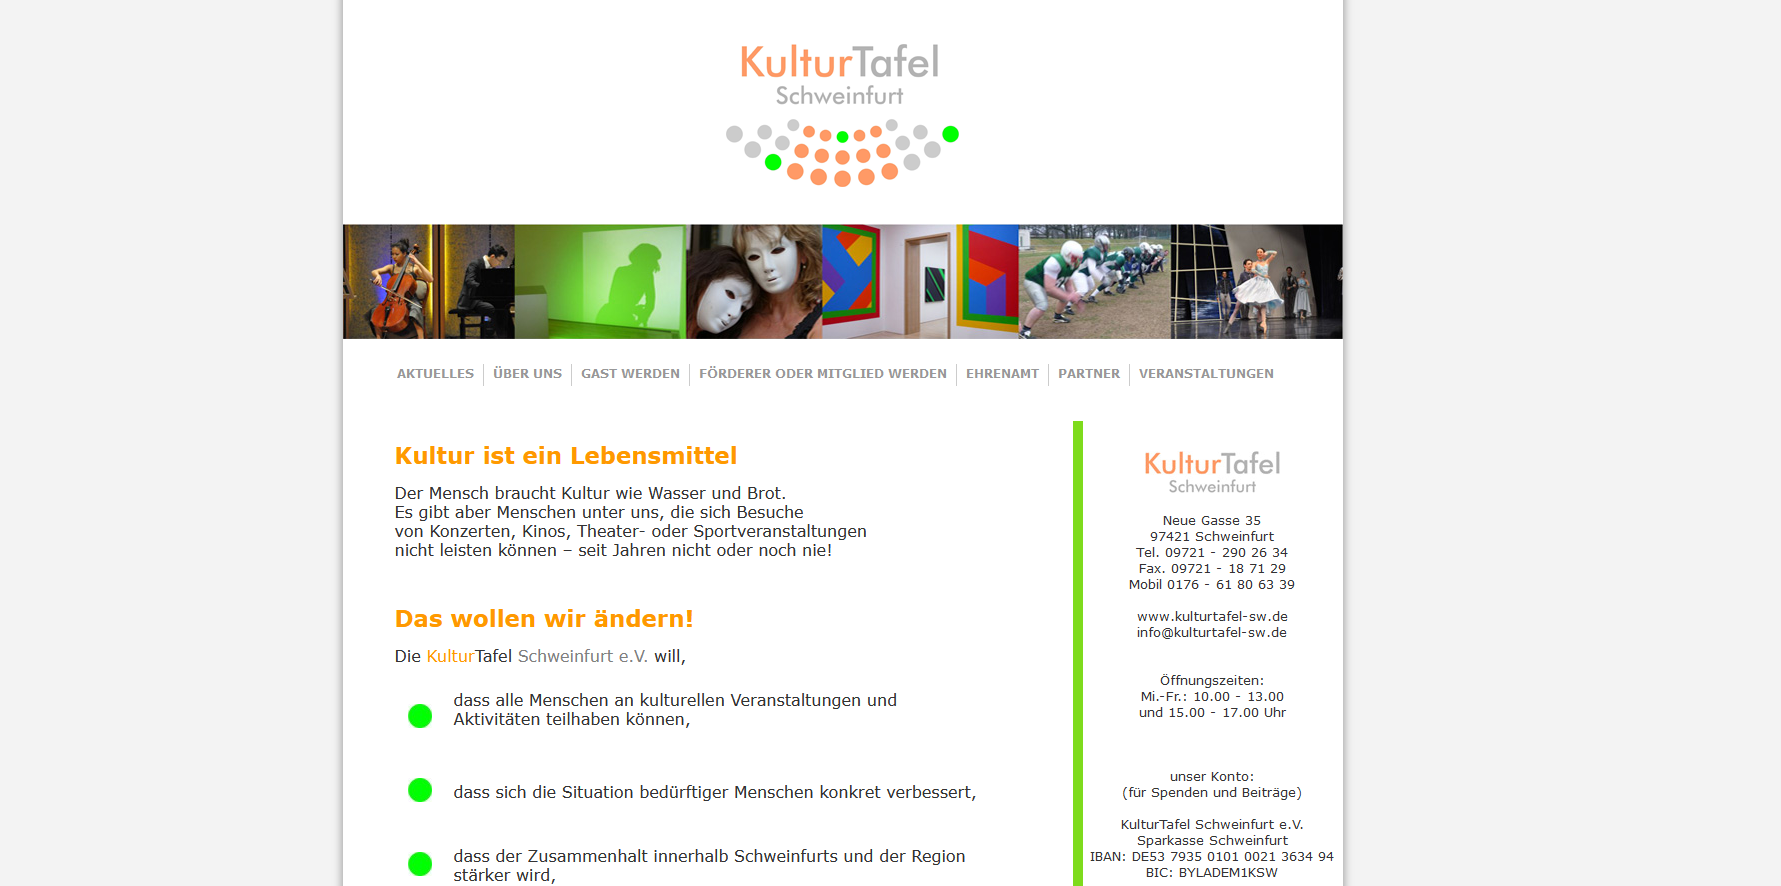 KulturTafel
Schweinfurt
AKTUELLES
ÜBER UNS
GAST WERDEN
FÖRDERER ODER MITGLIED WERDEN
EHRENAMT
PARTNER
VERANSTALTUNGEN
Kultur ist ein Lebensmittel
Der Mensch braucht Kultur wie Wasser und Brot.
Es gibt aber Menschen unter uns, die sich Besuche
von Konzerten, Kinos, Theater- oder Sportveranstaltungen
nicht leisten können – seit Jahren nicht oder noch nie!
Das wollen wir ändern!
Die KulturTafel Schweinfurt e.V. will,
dass alle Menschen an kulturellen Veranstaltungen und
Aktivitäten teilhaben können,
dass sich die Situation bedürftiger Menschen konkret verbessert,
dass der Zusammenhalt innerhalb Schweinfurts und der Region
stärker wird,
KulturTafel
Schweinfurt
Neue Gasse 35
97421 Schweinfurt
Tel. 09721 - 290 26 34
Fax. 09721 - 18 71 29
Mobil 0176 - 61 80 63 39
www.kulturtafel-sw.de
info@kulturtafel-sw.de
Öffnungszeiten:
Mi.-Fr.: 10.00 - 13.00
und 15.00 - 17.00 Uhr
unser Konto:
(für Spenden und Beiträge)
KulturTafel Schweinfurt e.V.
Sparkasse Schweinfurt
IBAN: DE53 7935 0101 0021 3634 94
BIC: BYLADEM1KSW